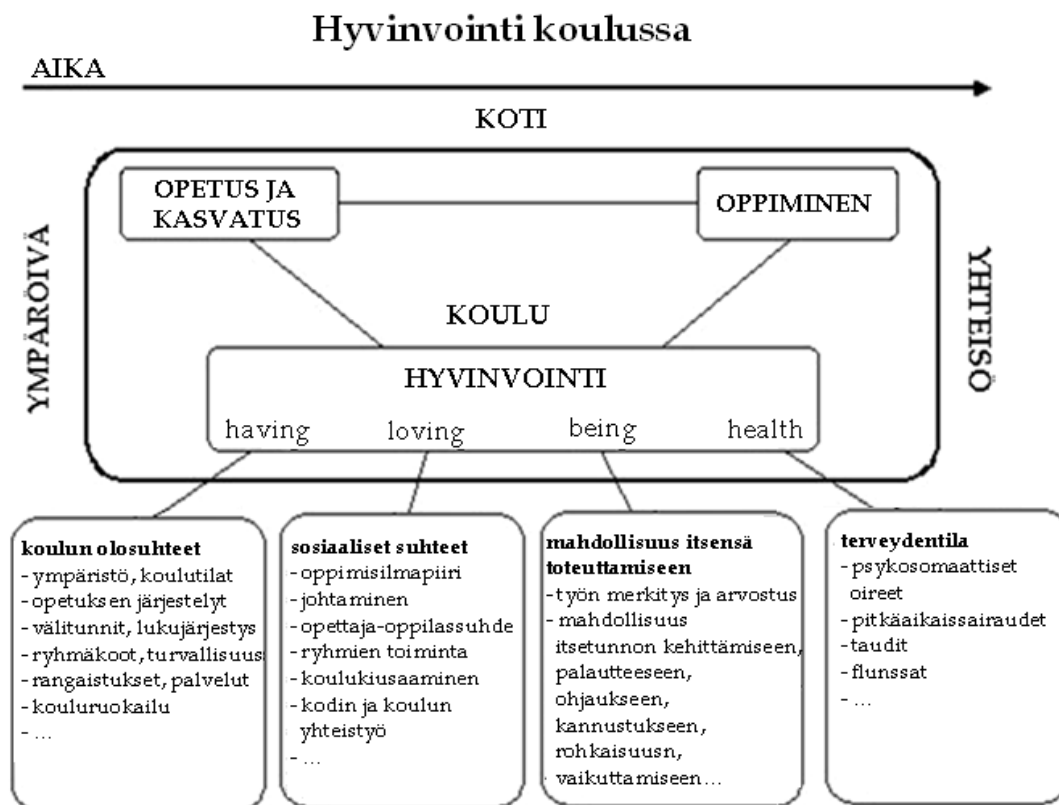 Hyvinvointi koulussa
AIKA
KOTI
YMPÄRÖIVÄ
OPETUS JA
KASVATUS
OPPIMINEN
YHTEISÖ
KOULU
HYVINVOINTI
having loving being health
koulun olosuhteet
- ympäristö, koulutilat
- opetuksen järjestelyt
- välitunnit, lukujärjestys
- ryhmäkoot, turvallisuus
- rangaistukset, palvelut
- kouluruokailu
- ...
sosiaaliset suhteet
- oppimisilmapiiri
- johtaminen
- opettaja-oppilassuhde
- ryhmien toiminta
- koulukiusaaminen
- kodin ja koulun
yhteistyö
- ...
mahdollisuus itsensä
toteuttamiseen
- työn merkitys ja arvostus
- mahdollisuus
itsetunnon kehittämiseen,
palautteeseen,
ohjaukseen,
kannustukseen,
rohkaisuusn,
vaikuttamiseen...
terveydentila
- psykosomaattiset
oireet
- pitkäaikaissairaudet
- taudit
- flunssat
- ...